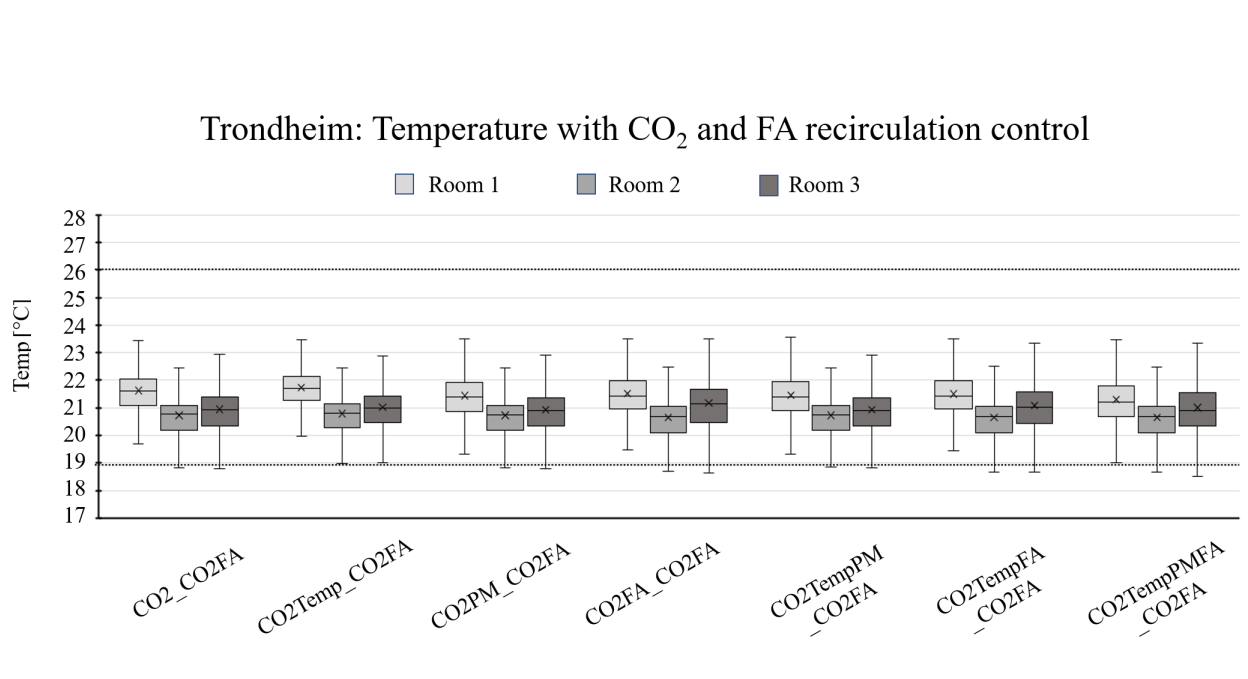 Trondheim: Temperature with CO₂ and FA recirculation control
Room 1 Room 2 Room 3
Temp [°C]
28
27
26
25
24
23
22
21
20
19
18
17
CO2_CO2FA
CO2Temp_CO2FA
CO2PM_CO2FA
CO2FA_CO2FA
CO2TempPM
_CO2FA
CO2TempFA
_CO2FA
CO2TempPMFA
_CO2FA